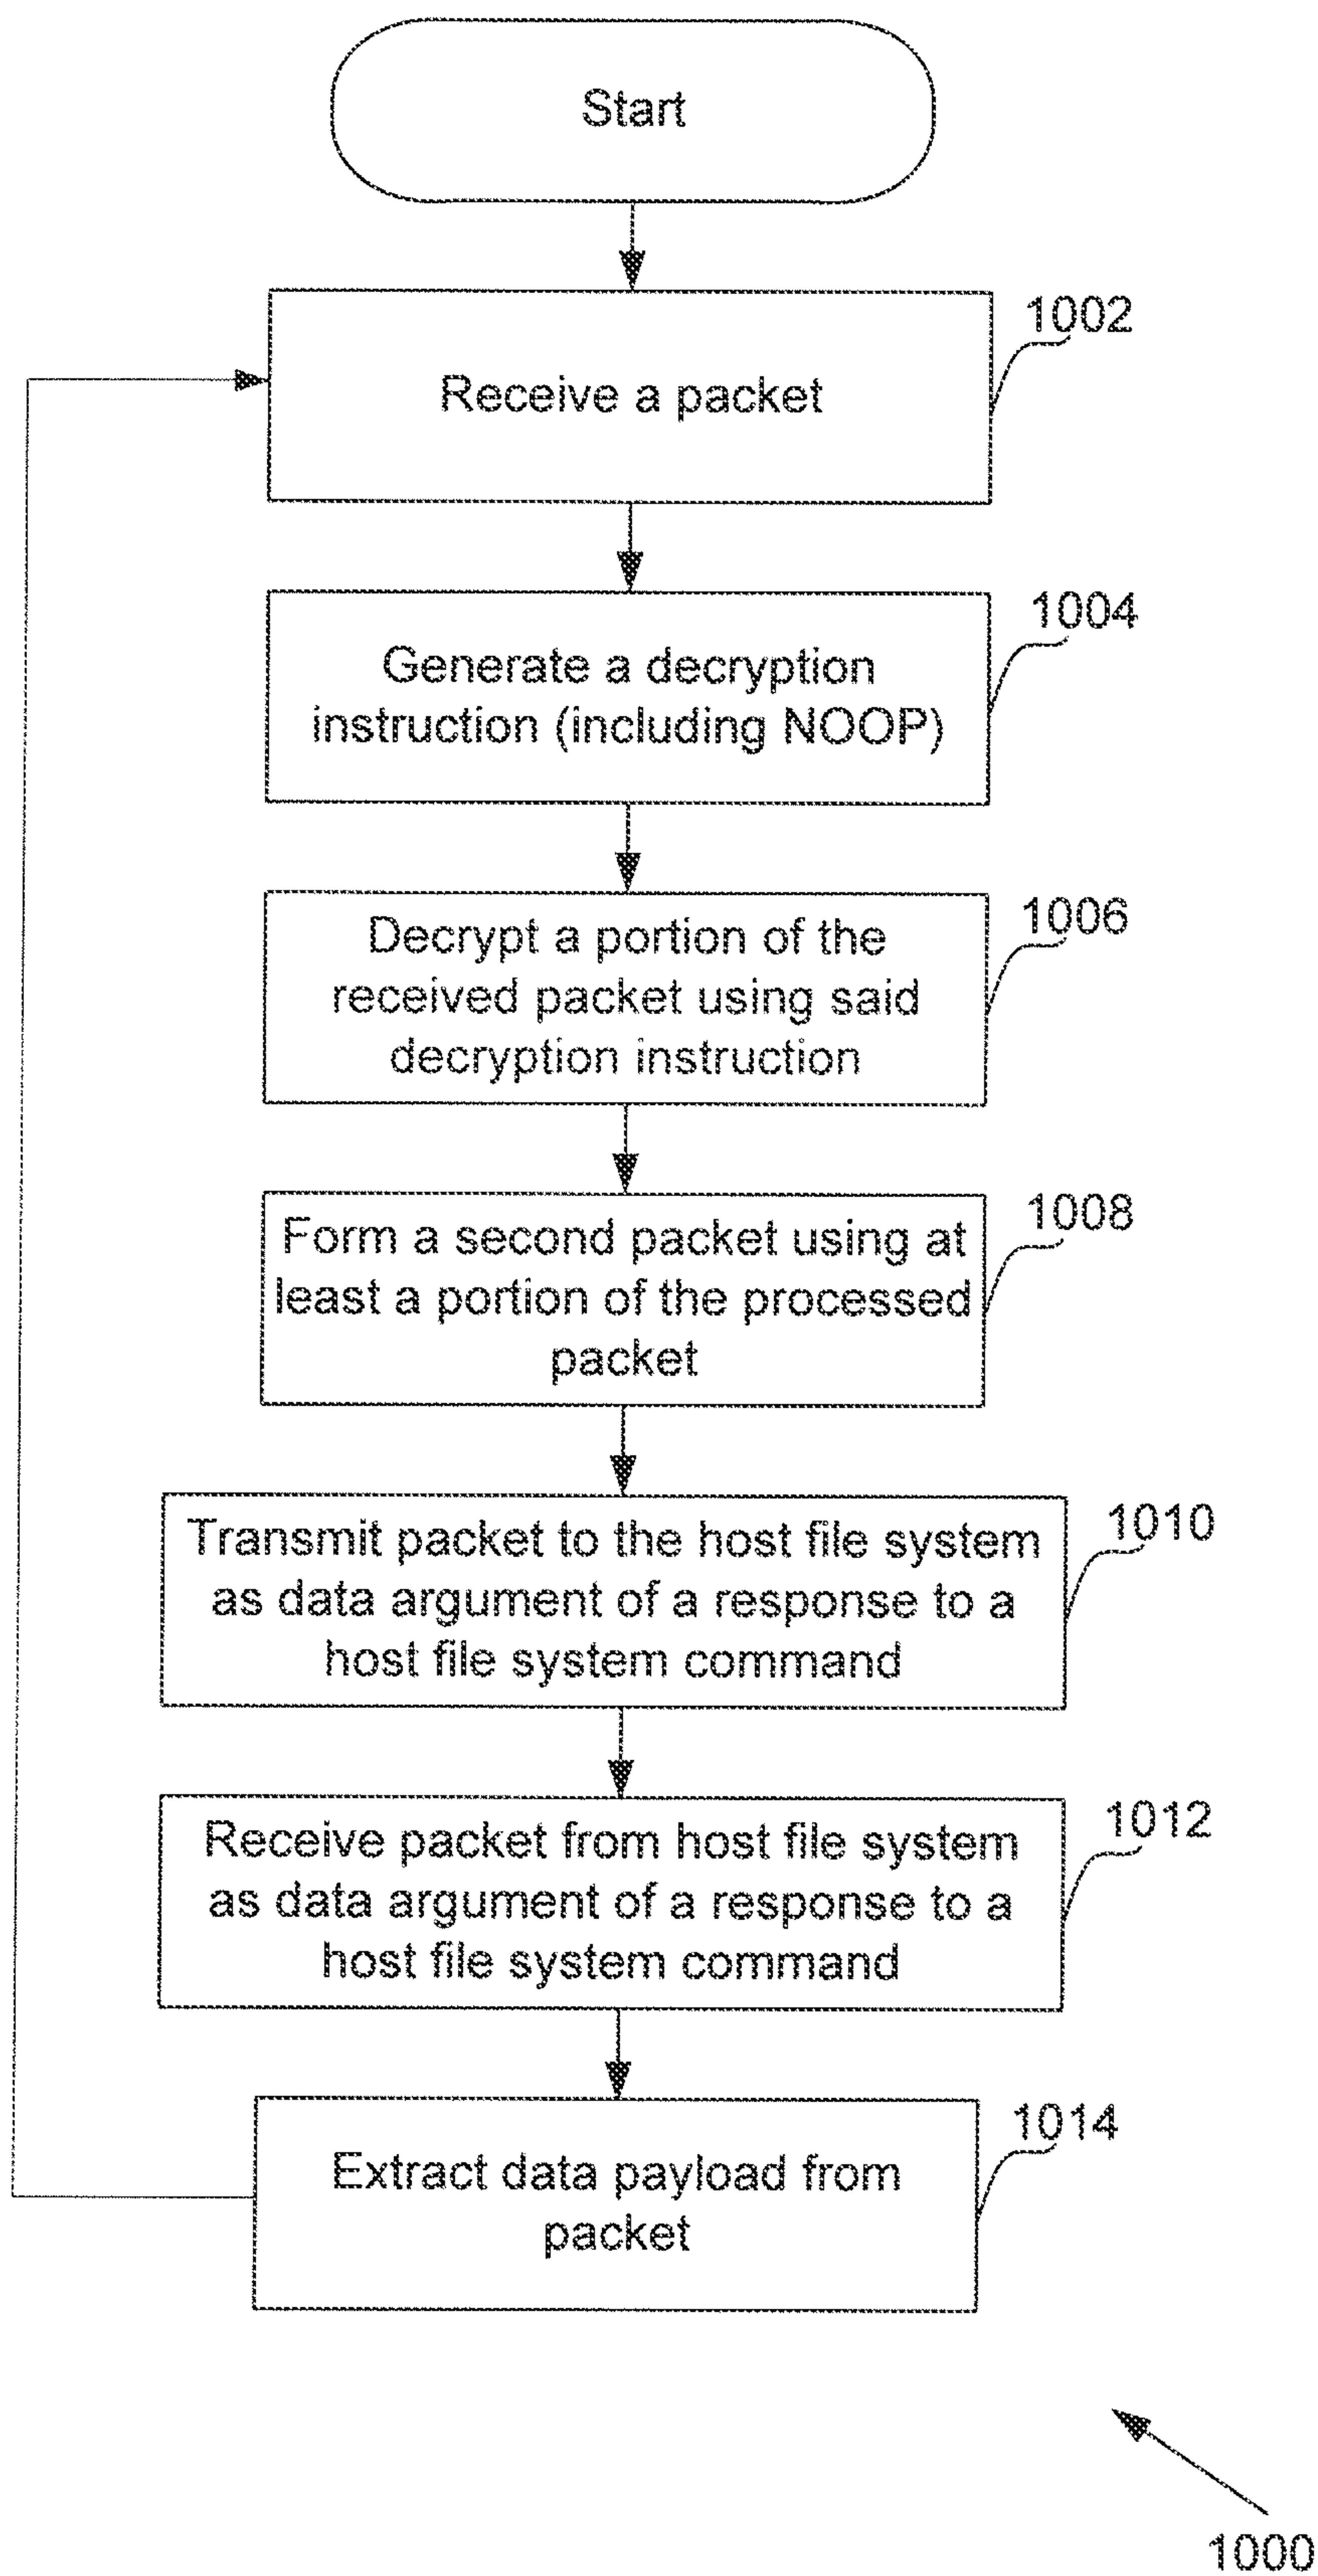 Start
1002
Receive a packet
1004
Generate a decryption
instruction (including NOOP)
1006
Decrypt a portion of the
received packet using said
decryption instruction
1008
Form a second packet using at
least a portion of the processed
packet
1010
Transmit packet to the host file system
as data argument of a response to a
host file system command
1012
Receive packet from host file system
as data argument of a response to a
host file system command
1014
Extract data payload from
packet
1000